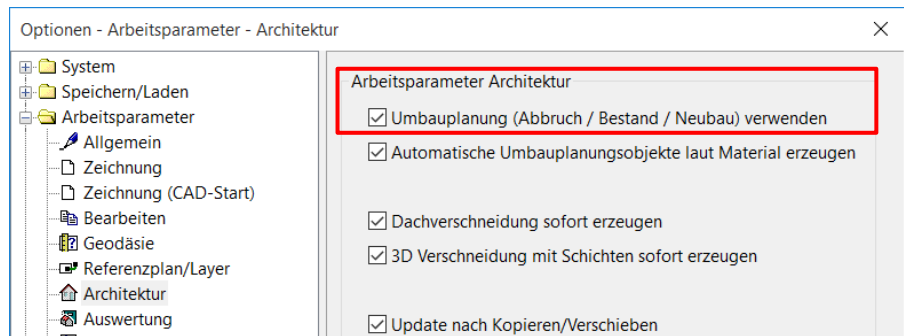 Optionen - Arbeitsparameter - Architektur
System
Speichern/Laden
Arbeitsparameter
Allgemein
Zeichnung
Zeichnung (CAD-Start)
Bearbeiten
Geodäsie
Referenzplan/Layer
Architektur
Auswertung
Arbeitsparameter Architektur
Umbauplanung (Abbruch / Bestand / Neubau) verwenden
Automatische Umbauplanungsobjekte laut Material erzeugen
Dachverschneidung sofort erzeugen
3D Verschneidung mit Schichten sofort erzeugen
Update nach Kopieren/Verschieben